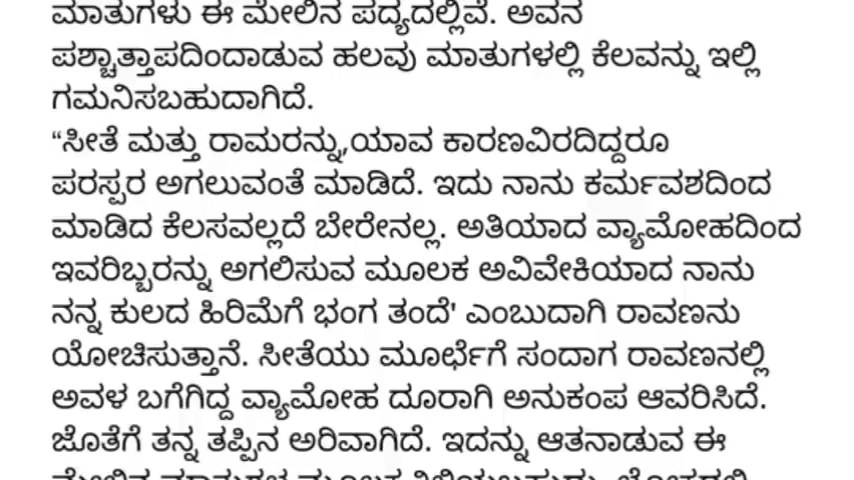 ಮಾತುಗಳು ಈ ಮೇಲಿನ ಪದ್ಯದಲ್ಲಿವೆ. ಅವನ
ಪಶ್ಚಾತ್ತಾಪದಿಂದಾಡುವ ಹಲವು ಮಾತುಗಳಲ್ಲಿ ಕೆಲವನ್ನು ಇಲ್ಲಿ
ಗಮನಿಸಬಹುದಾಗಿದೆ.
“ಸೀತೆ ಮತ್ತು ರಾಮರನ್ನು,ಯಾವ ಕಾರಣವಿರದಿದ್ದರೂ
ಪರಸ್ಪರ ಅಗಲುವಂತೆ ಮಾಡಿದೆ. ಇದು ನಾನು ಕರ್ಮವಶದಿಂದ
ಮಾಡಿದ ಕೆಲಸವಲ್ಲದೆ ಬೇರೇನಲ್ಲ. ಅತಿಯಾದ ವ್ಯಾಮೋಹದಿಂದ
ಇವರಿಬ್ಬರನ್ನು ಅಗಲಿಸುವ ಮೂಲಕ ಅವಿವೇಕಿಯಾದ ನಾನು
ನನ್ನ ಕುಲದ ಹಿರಿಮೆಗೆ ಭಂಗ ತಂದೆ' ಎಂಬುದಾಗಿ ರಾವಣನು
ಯೋಚಿಸುತ್ತಾನೆ. ಸೀತೆಯು ಮೂರ್ಛೆಗೆ ಸಂದಾಗ ರಾವಣನಲ್ಲಿ
ಅವಳ ಬಗೆಗಿದ್ದ ವ್ಯಾಮೋಹ ದೂರಾಗಿ ಅನುಕಂಪ ಆವರಿಸಿದೆ.
ಜೊತೆಗೆ ತನ್ನ ತಪ್ಪಿನ ಅರಿವಾಗಿದೆ. ಇದನ್ನು ಆತನಾಡುವ ಈ
ಮೇಲಿನ ಮಾತುಗಳ ಮೂಲಕ